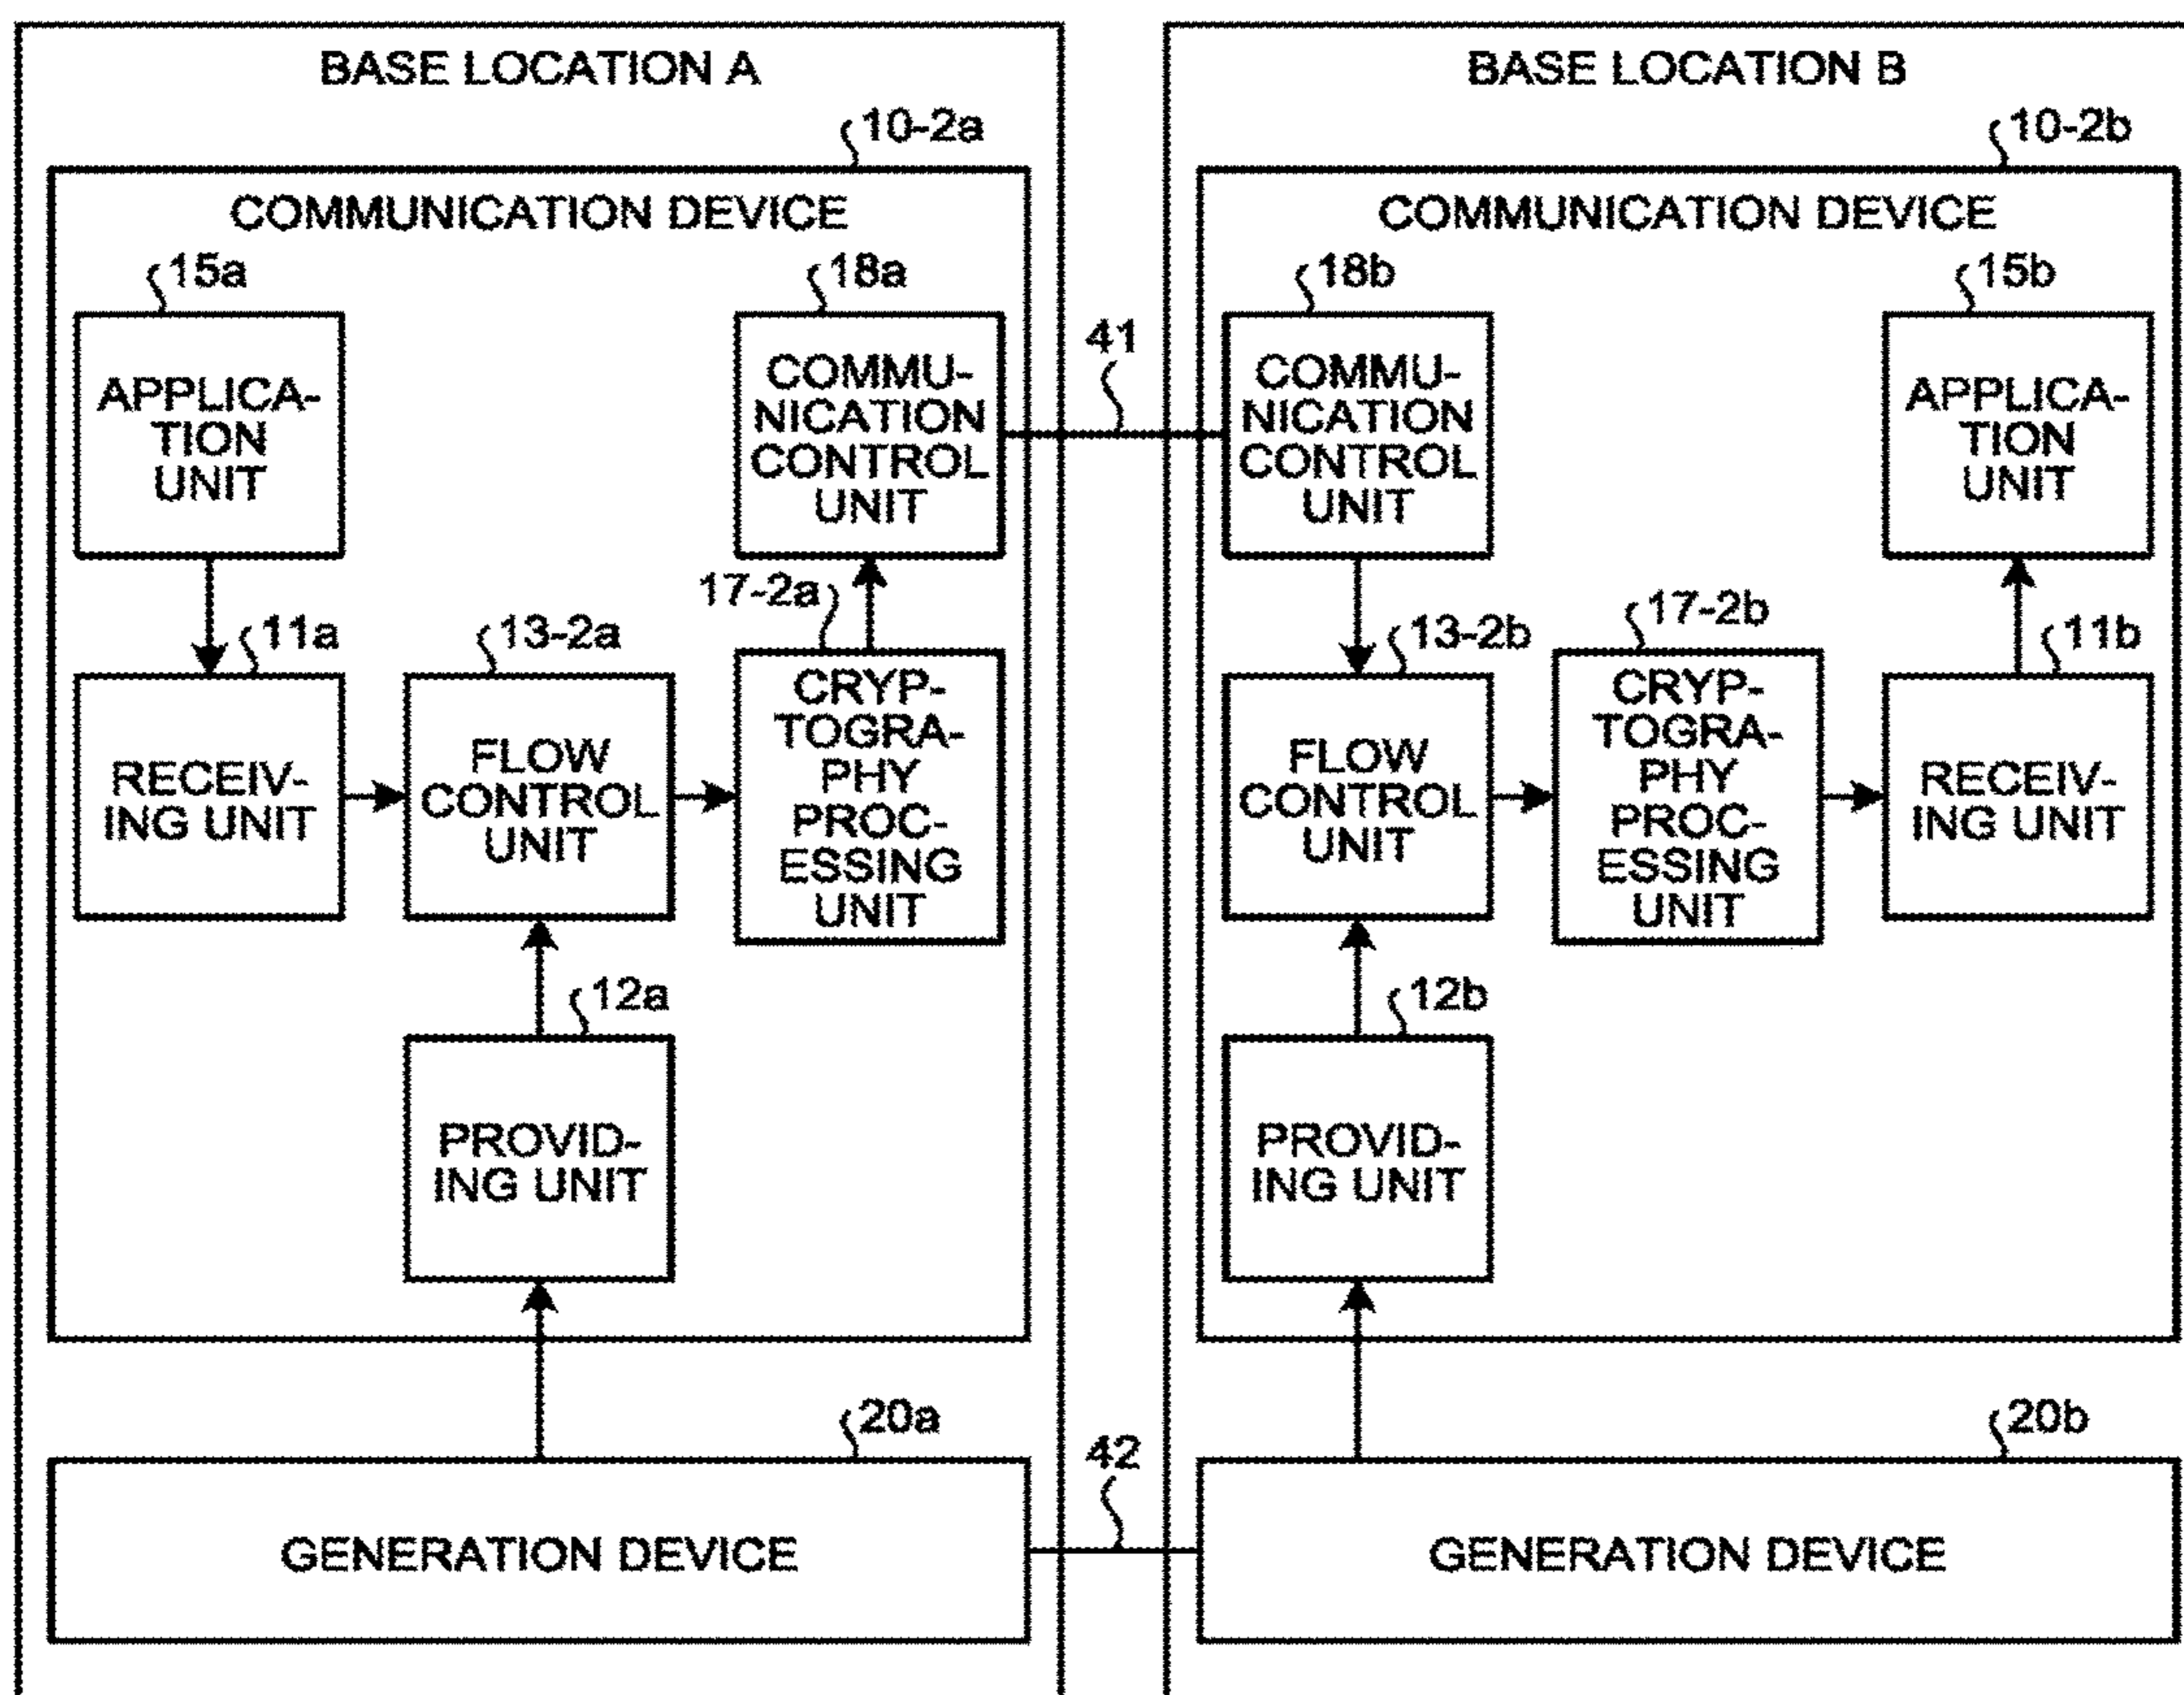 BASE LOCATION A
10-2a
COMMUNICATION DEVICE
15a
18a
APPLICA-
TION
UNIT
COMMU-
NICATION
CONTROL
UNIT
11a
13-2a
17-2a
RECEIV-
ING UNIT
FLOW
CONTROL
UNIT
CRYP-
TOGRA-
PHY
PROC-
ESSING
UNIT
12a
PROVID-
ING UNIT
20a
GENERATION DEVICE
41
42
BASE LOCATION B
10-2b
COMMUNICATION DEVICE
18b
15b
COMMU-
NICATION
CONTROL
UNIT
APPLICA-
TION
UNIT
13-2b
17-2b
11b
FLOW
CONTROL
UNIT
CRYP-
TOGRA-
PHY
PROC-
ESSING
UNIT
RECEIV-
ING UNIT
12b
PROVID-
ING UNIT
20b
GENERATION DEVICE